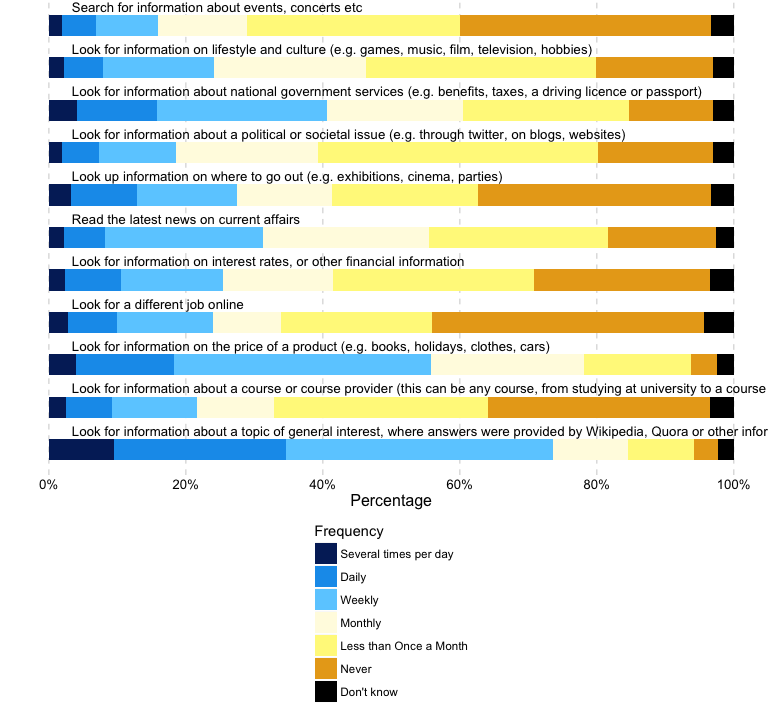 Search for information about events, concerts etc
Look for information on lifestyle and culture (e.g. games, music, film, television, hobbies)
Look for information about national government services (e.g. benefits, taxes, a driving licence or passport)
Look for information about a political or societal issue (e.g. through twitter, on blogs, websites)
Look up information on where to go out (e.g. exhibitions, cinema, parties)
Read the latest news on current affairs
Look for information on interest rates, or other financial information
Look for a different job online
Look for information on the price of a product (e.g. books, holidays, clothes, cars)
Look for information about a course or course provider (this can be any course, from studying at university to a course
Look for information about a topic of general interest, where answers were provided by Wikipedia, Quora or other infor
0% 20% 40% 60% 80% 100%
Percentage
Frequency
Several times per day
Daily
Weekly
Monthly
Less than Once a Month
Never
Don't know